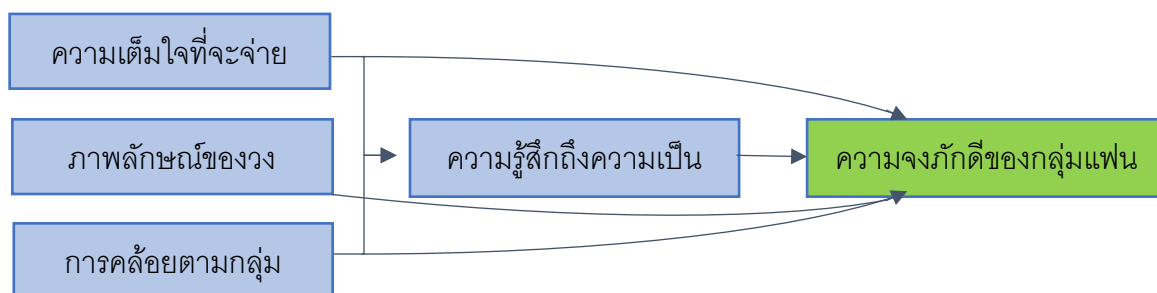 ความเต็มใจที่จะจ่าย
ภาพลักษณ์ของวง
ความรู้สึกถึงความเป็น
ความจงภักดีของกลุ่มแฟน
การคล้อยตามกลุ่ม